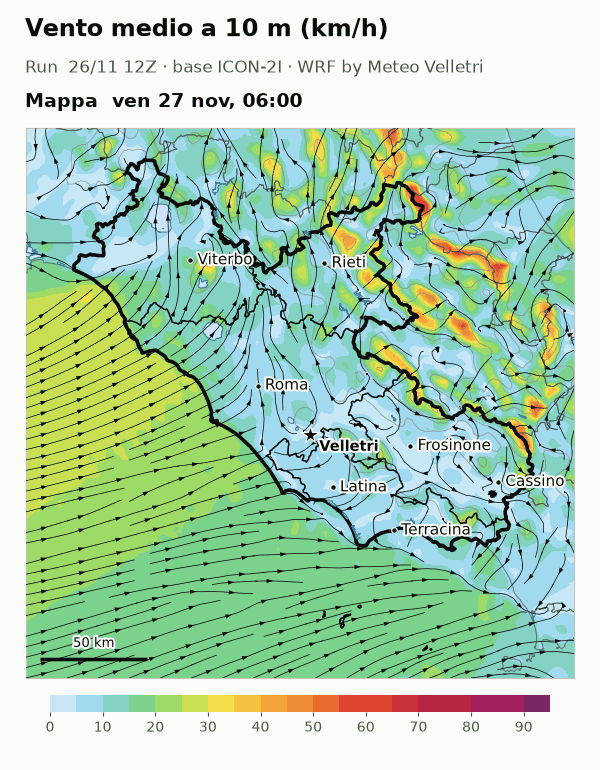 Vento medio a 10 m (km/h)
Run  26/11 12Z · base ICON-2I · WRF by Meteo Velletri
Mappa  ven 27 nov, 06:00
Viterbo
Rieti
Roma
Velletri
Frosinone
Latina
Cassino
Terracina
50 km
0 10 20 30 40 50 60 70 80 90